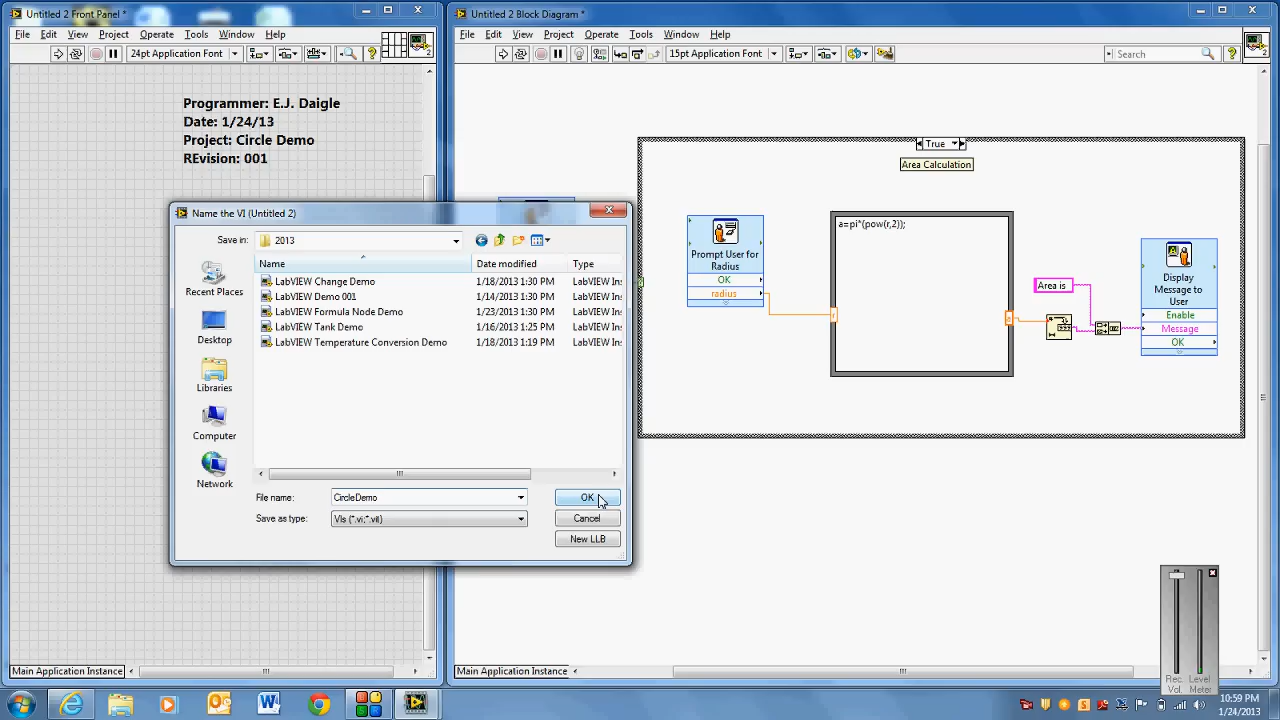 Untitled 2 Front Panel *
File Edit View Project Operate Tools Window Help
24pt Application Font
2
Programmer: E.J. Daigle
Date: 1/24/13
Project: Circle Demo
REvision: 001
Main Application Instance
Untitled 2 Block Diagram *
File Edit View Project Operate Tools Window Help
15pt Application Font
Search
2
True
Area Calculation
Prompt User for
Radius
OK
radius
a=pi*(pow(r,2));
r
a
Area is
Display
Message to
User
Enable
Message
OK
Main Application Instance
Name the VI (Untitled 2)
Save in: 2013
Recent Places
Desktop
Libraries
Computer
Network
Name Date modified Type
LabVIEW Change Demo 1/18/2013 1:30 PM LabVIEW Ins
LabVIEW Demo 001 1/14/2013 1:30 PM LabVIEW Ins
LabVIEW Formula Node Demo 1/23/2013 1:30 PM LabVIEW Ins
LabVIEW Tank Demo 1/16/2013 1:25 PM LabVIEW Ins
LabVIEW Temperature Conversion Demo 1/18/2013 1:19 PM LabVIEW Ins
File name: CircleDemo OK
Save as type: VIs (*.vi;*.vit) Cancel
New LLB
Rec Level
Vol. Meter
10:59 PM
1/24/2013